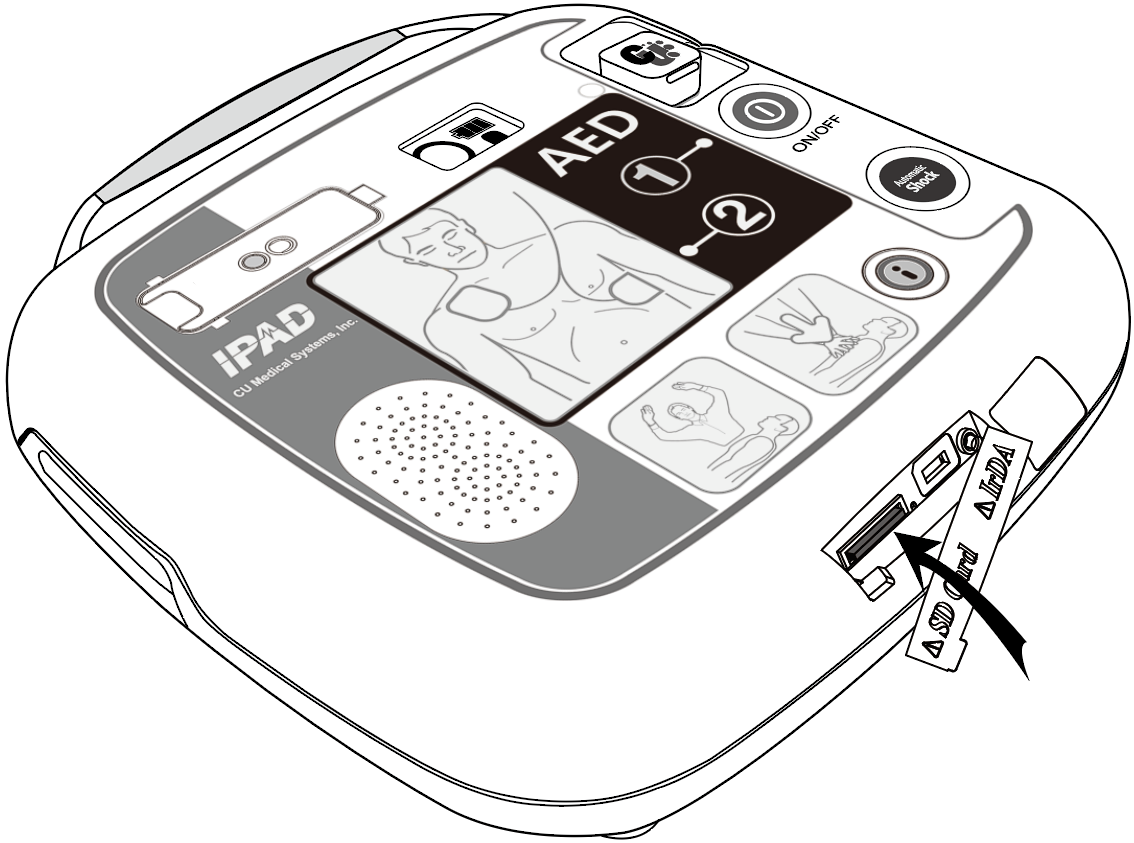 AED
1
2
ON/OFF
Automatic
Shock
i
IPAD
CU Medical Systems, Inc.
IrDA
SD Card